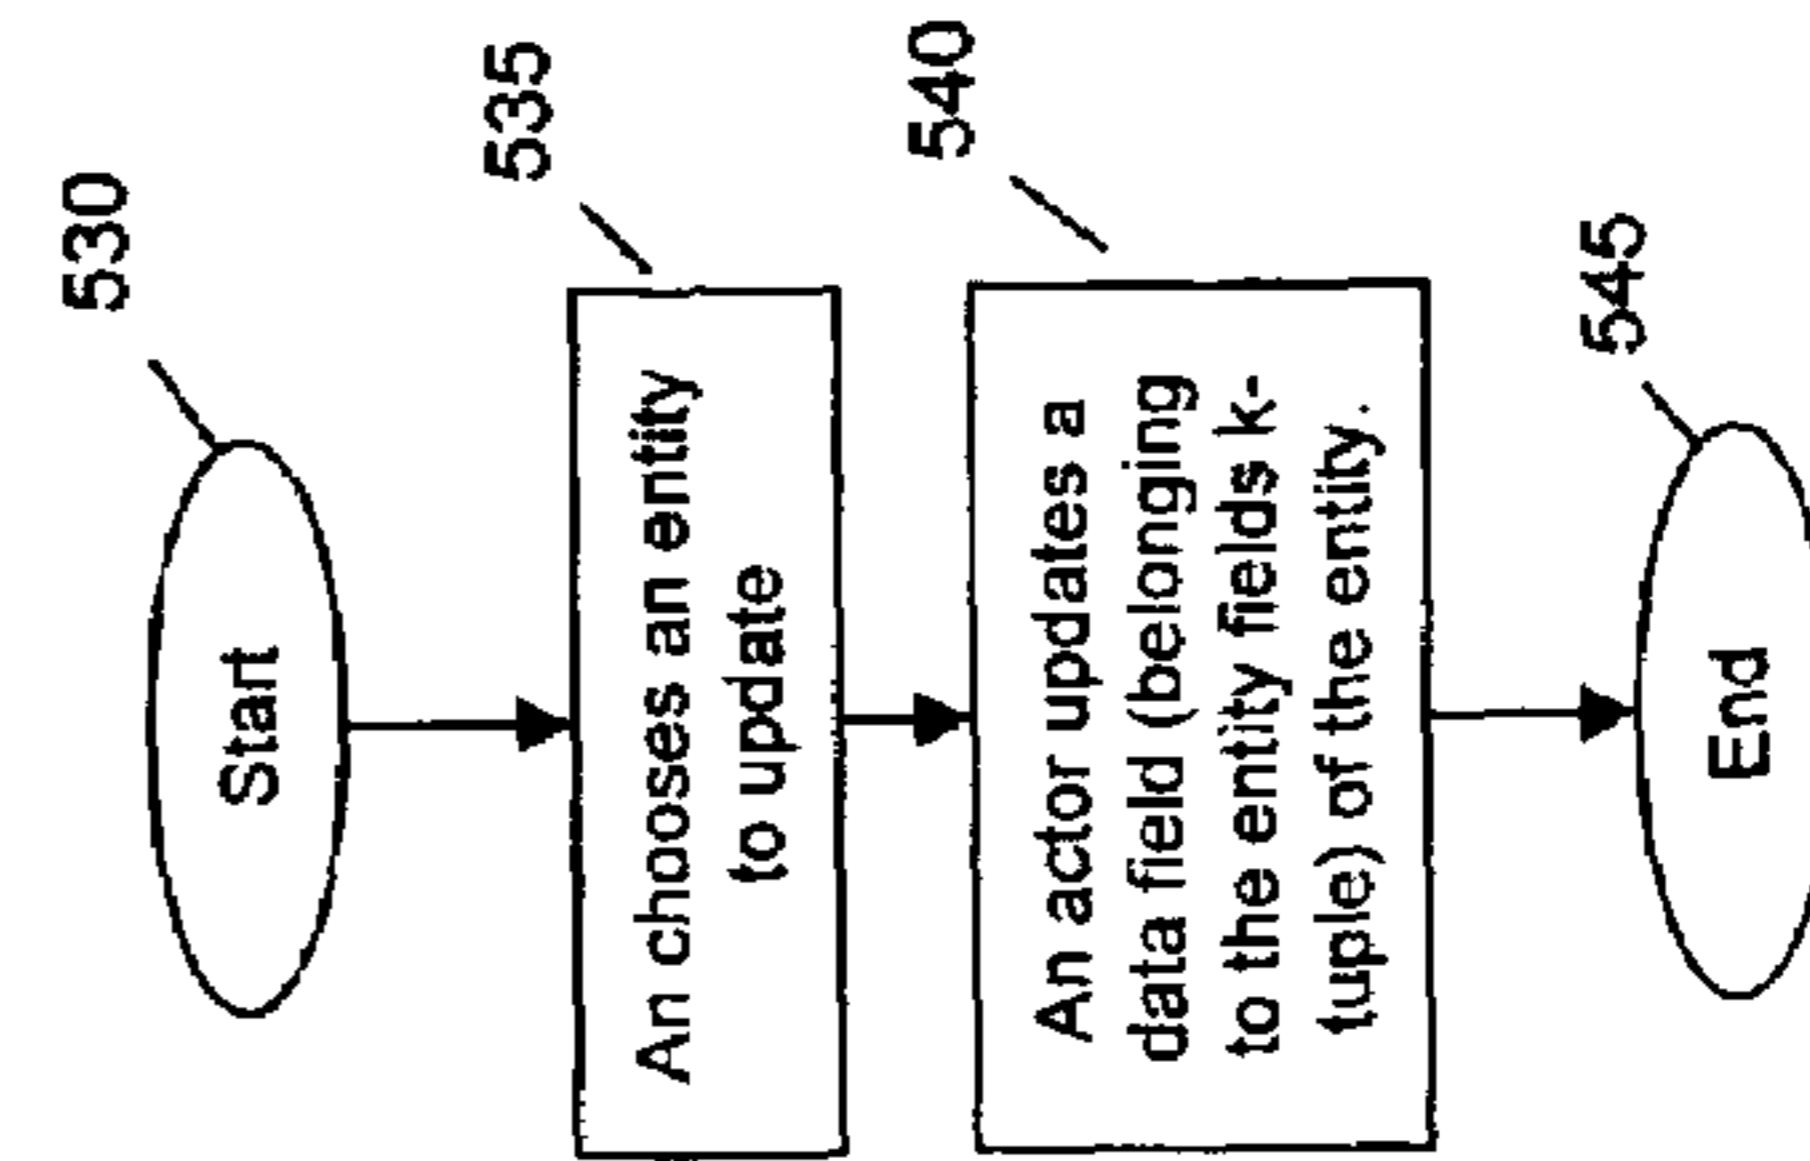 530
Start
535
An chooses an entity
to update
540
An actor updates a
data field (belonging
to the entity fields k-
tuple) of the entity.
545
End